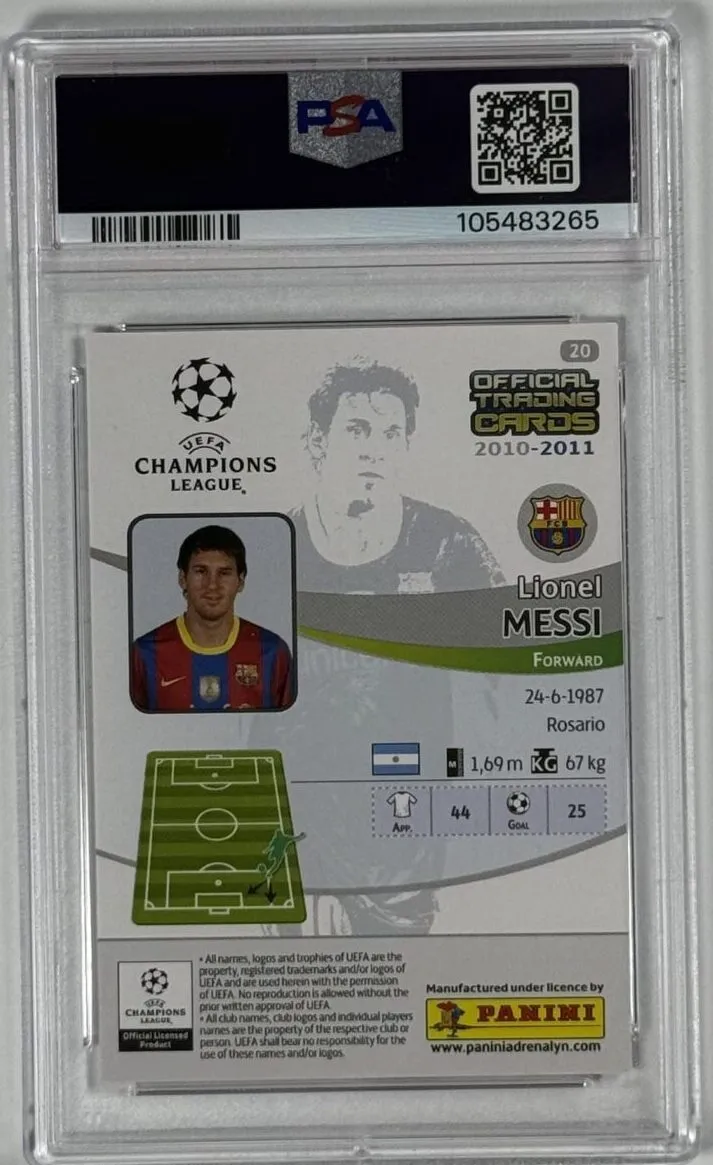 PSA
105483265
20
OFFICIAL
TRADING
CARDS
2010-2011
UEFA
CHAMPIONS
LEAGUE®
FCB
Lionel
MESSI
FORWARD
24-6-1987
Rosario
M 1,69 m KG 67 kg
APP. 44 GOAL 25
• All names, logos and trophies of UEFA are the
property, registered trademarks and/or logos of
UEFA and are used herein with the permission
of UEFA. No reproduction is allowed without the
prior written approval of UEFA.
• All club names, club logos and individual players
names are the property of the respective club or
person. UEFA shall bear no responsibility for the
use of these names and/or logos.
UEFA
CHAMPIONS
LEAGUE
Official Licensed
Product
Manufactured under licence by
PANINI
www.paniniadrenalyn.com